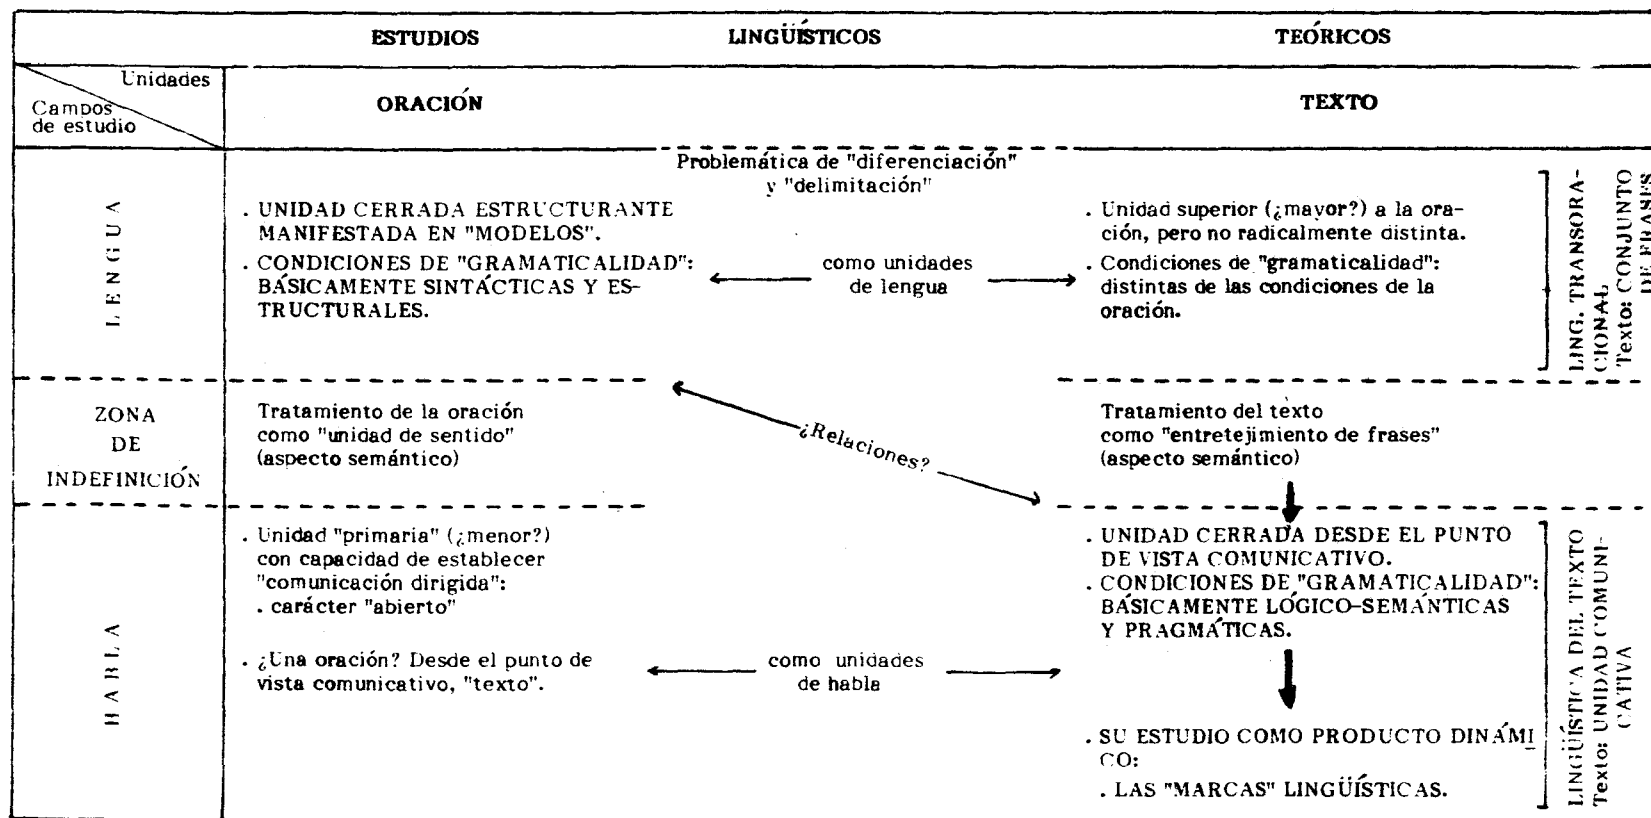 ESTUDIOS LINGÜÍSTICOS TEÓRICOS
Unidades
Campos
de estudio
ORACIÓN
TEXTO
Problemática de "diferenciación"
y "delimitación"
LENGUA
. UNIDAD CERRADA ESTRUCTURANTE
MANIFESTADA EN "MODELOS".
. CONDICIONES DE "GRAMATICALIDAD":
BÁSICAMENTE SINTÁCTICAS Y ES-
TRUCTURALES.
como unidades
de lengua
. Unidad superior (¿mayor?) a la ora-
ción, pero no radicalmente distinta.
. Condiciones de "gramaticalidad":
distintas de las condiciones de la
oración.
LING. TRANSORA-
CIONAL
Texto: CONJUNTO
DE FRASES
ZONA
DE
INDEFINICIÓN
Tratamiento de la oración
como "unidad de sentido"
(aspecto semántico)
¿Relaciones?
Tratamiento del texto
como "entretejimiento de frases"
(aspecto semántico)
HABLA
. Unidad "primaria" (¿menor?)
con capacidad de establecer
"comunicación dirigida":
. carácter "abierto"
. ¿Una oración? Desde el punto de
vista comunicativo, "texto".
como unidades
de habla
. UNIDAD CERRADA DESDE EL PUNTO
DE VISTA COMUNICATIVO.
. CONDICIONES DE "GRAMATICALIDAD":
BÁSICAMENTE LÓGICO-SEMÁNTICAS
Y PRAGMÁTICAS.
. SU ESTUDIO COMO PRODUCTO DINÁMI
CO:
. LAS "MARCAS" LINGÜÍSTICAS.
LINGÜÍSTICA DEL TEXTO
Texto: UNIDAD COMUNI-
CATIVA